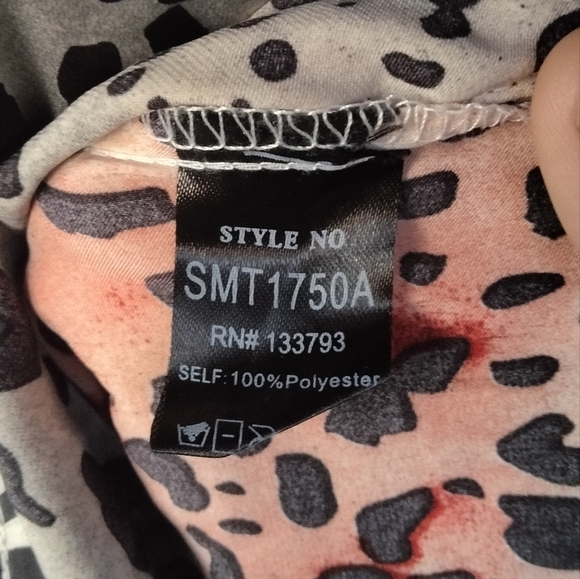 STYLE NO
SMT1750A
RN# 133793
SELF:100%Polyester